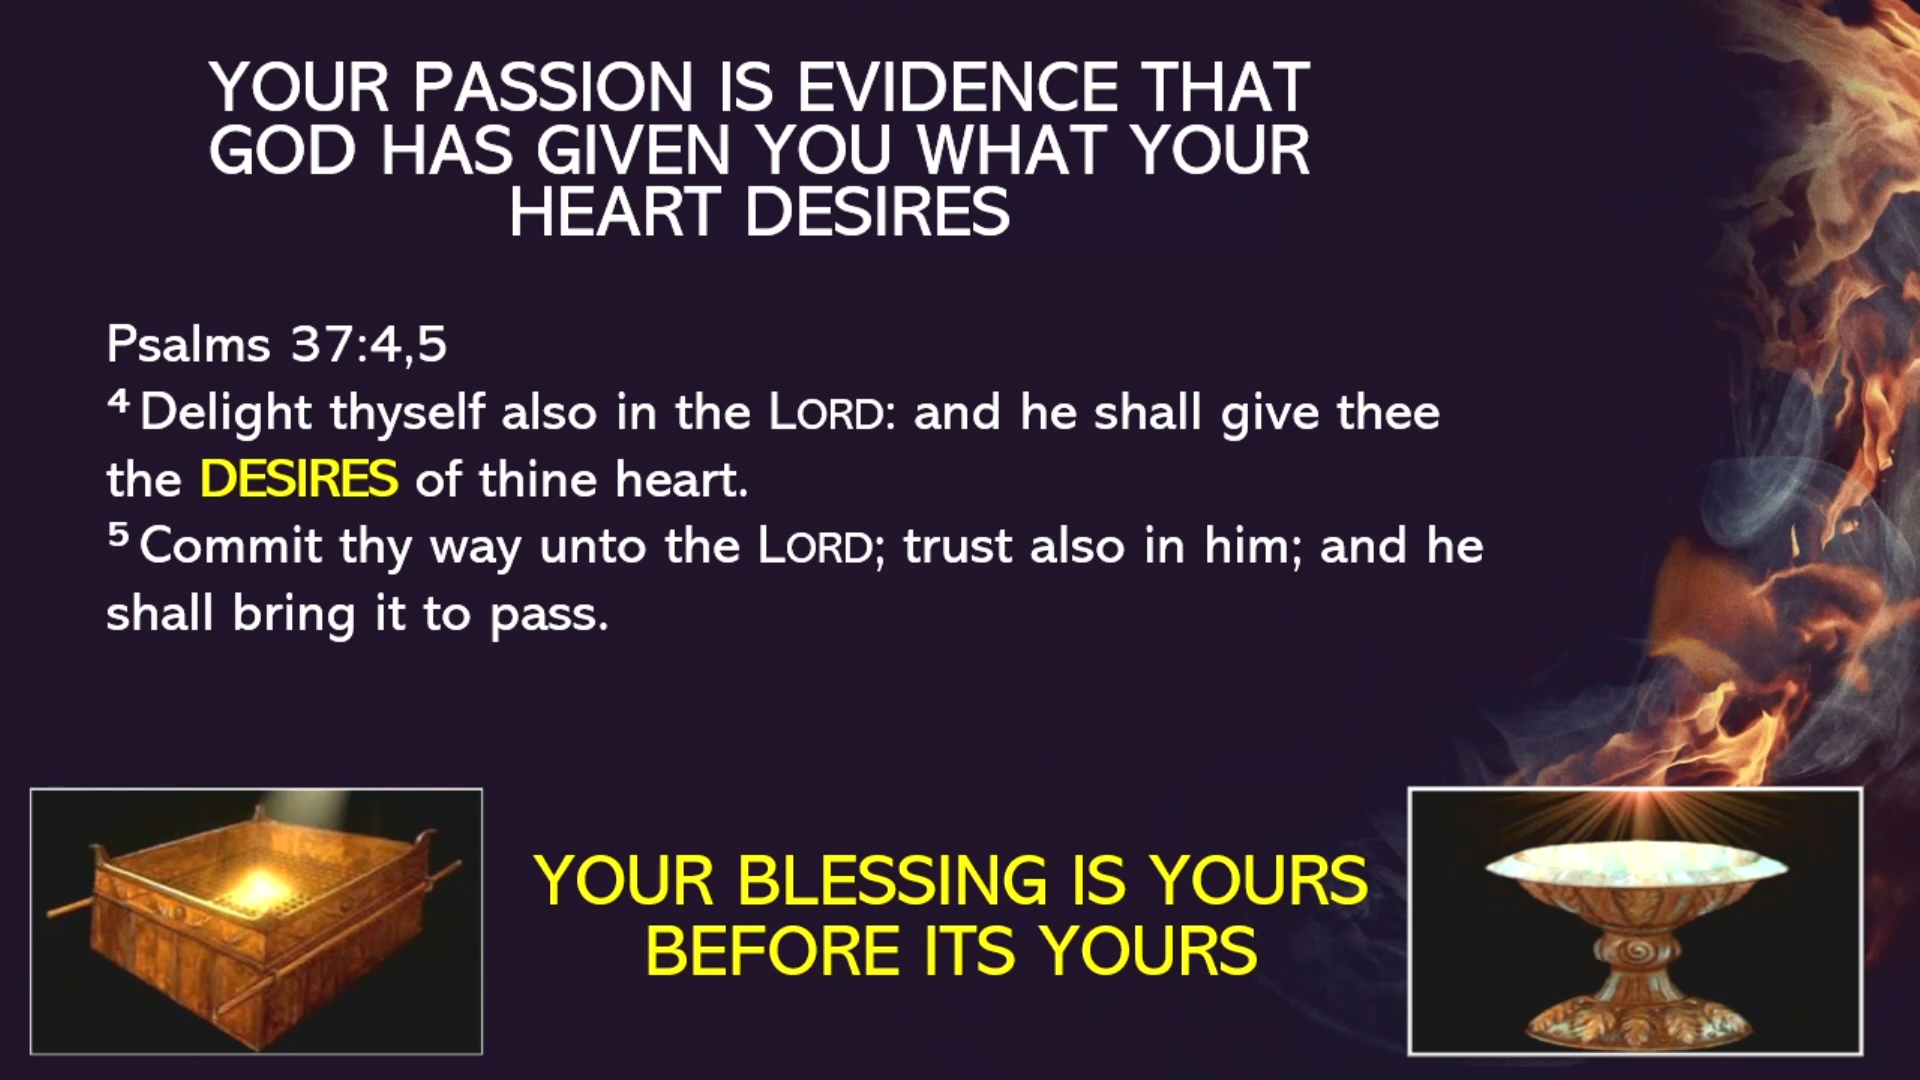 YOUR PASSION IS EVIDENCE THAT
GOD HAS GIVEN YOU WHAT YOUR
HEART DESIRES
Psalms 37:4,5
4 Delight thyself also in the LORD: and he shall give thee
the DESIRES of thine heart.
5 Commit thy way unto the LORD; trust also in him; and he
shall bring it to pass.
YOUR BLESSING IS YOURS
BEFORE ITS YOURS